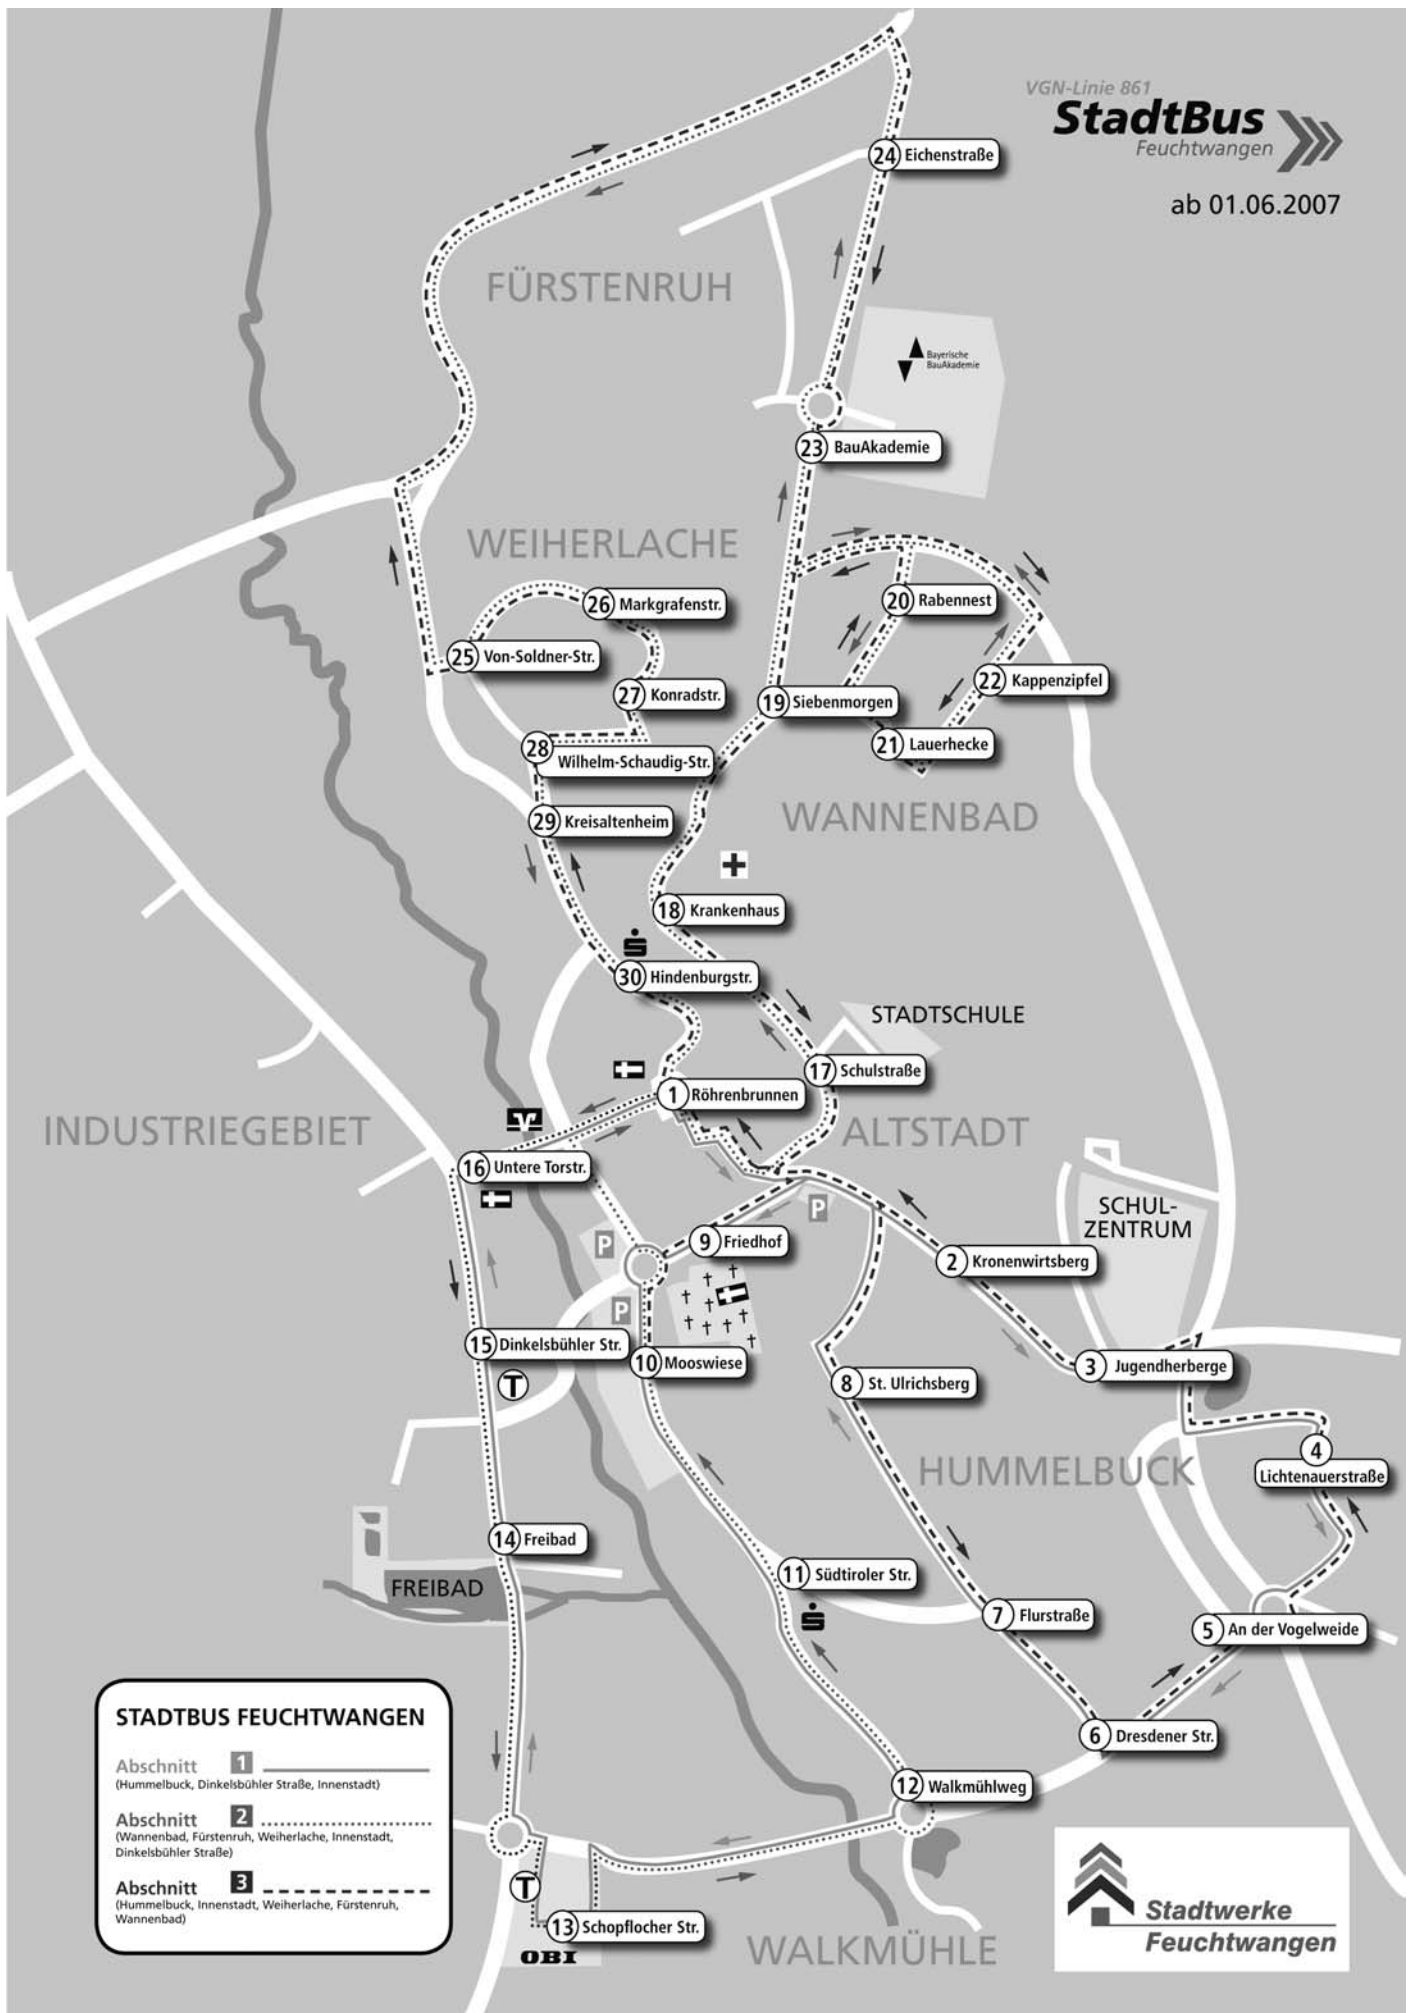 VGN-Linie 861
StadtBus
Feuchtwangen
ab 01.06.2007
24 Eichenstraße
FÜRSTENRUH
Bayerische
BauAkademie
23 BauAkademie
WEIHERLACHE
26 Markgrafenstr.
20 Rabennest
25 Von-Soldner-Str.
27 Konradstr.
22 Kappenzipfel
19 Siebenmorgen
21 Lauerhecke
28 Wilhelm-Schaudig-Str.
29 Kreisaltenheim
WANNENBAD
18 Krankenhaus
30 Hindenburgstr.
STADTSCHULE
17 Schulstraße
1 Röhrenbrunnen
INDUSTRIEGEBIET
ALTSTADT
16 Untere Torstr.
P
SCHUL-
ZENTRUM
P
9 Friedhof
2 Kronenwirtsberg
P
15 Dinkelsbühler Str.
10 Mooswiese
3 Jugendherberge
T
8 St. Ulrichsberg
4
Lichtenauerstraße
HUMMELBUCK
14 Freibad
FREIBAD
11 Südtiroler Str.
7 Flurstraße
5 An der Vogelweide
6 Dresdener Str.
12 Walkmühlweg
T
13 Schopflocher Str.
OBI
WALKMÜHLE
STADTBUS FEUCHTWANGEN
Abschnitt 1
(Hummelbuck, Dinkelsbühler Straße, Innenstadt)
Abschnitt 2
(Wannenbad, Fürstenruh, Weiherlache, Innenstadt,
Dinkelsbühler Straße)
Abschnitt 3
(Hummelbuck, Innenstadt, Weiherlache, Fürstenruh,
Wannenbad)
Stadtwerke
Feuchtwangen